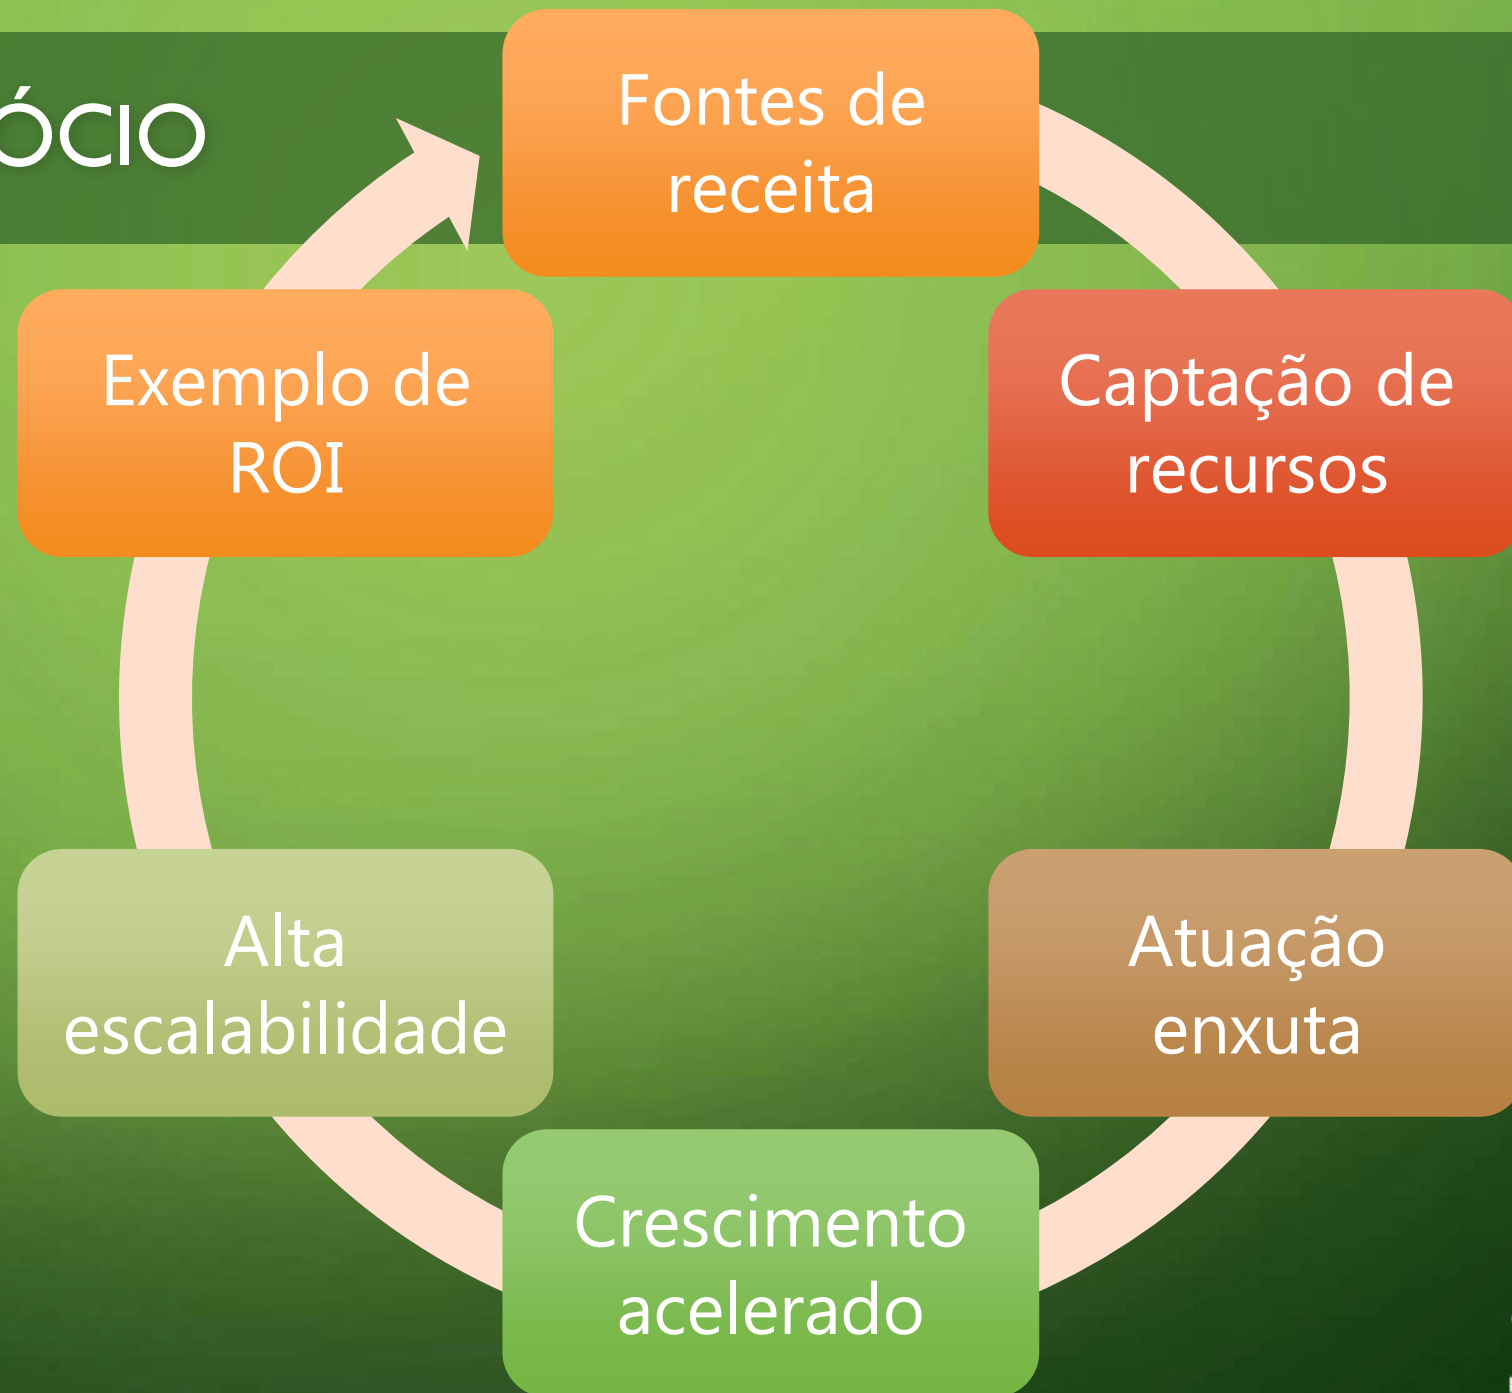 ÓCIO
Fontes de
receita
Captação de
recursos
Atuação
enxuta
Crescimento
acelerado
Alta
escalabilidade
Exemplo de
ROI